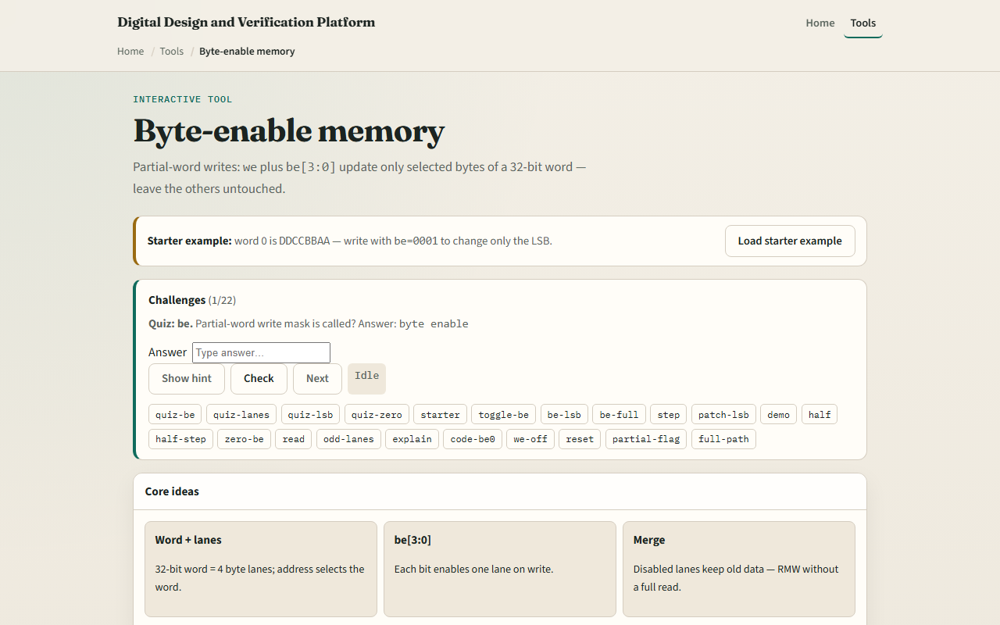 Digital Design and Verification Platform
Home Tools
Home / Tools / Byte-enable memory
INTERACTIVE TOOL
Byte-enable memory
Partial-word writes: we plus be[3:0] update only selected bytes of a 32-bit word —
leave the others untouched.
Starter example: word 0 is DDCCBBAA — write with be=0001 to change only the LSB.
Load starter example
Challenges (1/22)
Quiz: be. Partial-word write mask is called? Answer: byte enable
Answer Type answer...
Show hint Check Next Idle
quiz-be quiz-lanes quiz-lsb quiz-zero starter toggle-be be-lsb be-full step patch-lsb demo half
half-step zero-be read odd-lanes explain code-be0 we-off reset partial-flag full-path
Core ideas
Word + lanes
32-bit word = 4 byte lanes; address selects the
word.
be[3:0]
Each bit enables one lane on write.
Merge
Disabled lanes keep old data — RMW without
a full read.